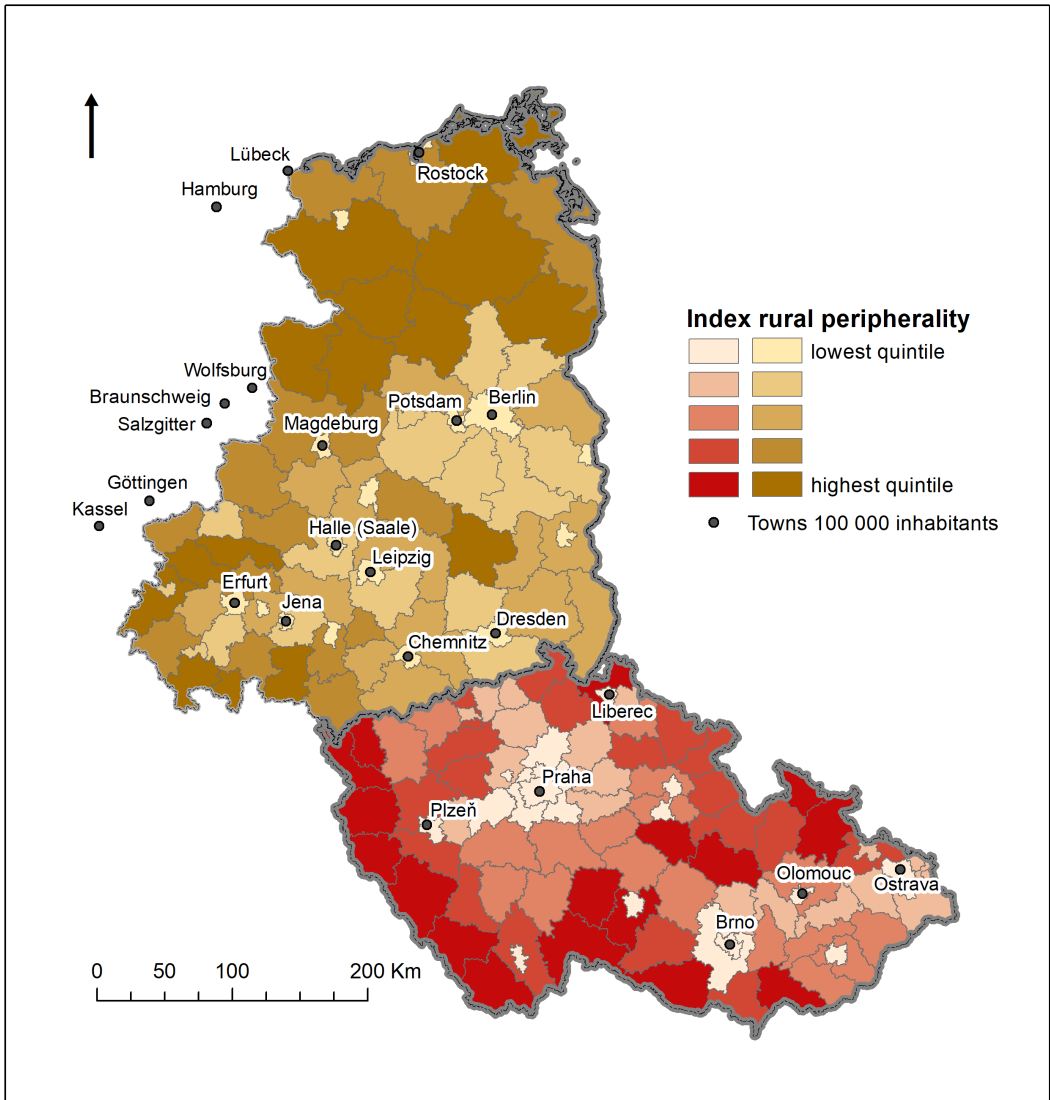 Lübeck
Rostock
Hamburg
Index rural peripherality
lowest quintile
highest quintile
Towns 100 000 inhabitants
Wolfsburg
Braunschweig
Salzgitter
Potsdam
Berlin
Magdeburg
Göttingen
Kassel
Halle (Saale)
Leipzig
Erfurt
Jena
Dresden
Chemnitz
Liberec
Praha
Plzeň
Olomouc
Ostrava
Brno
0 50 100 200 Km